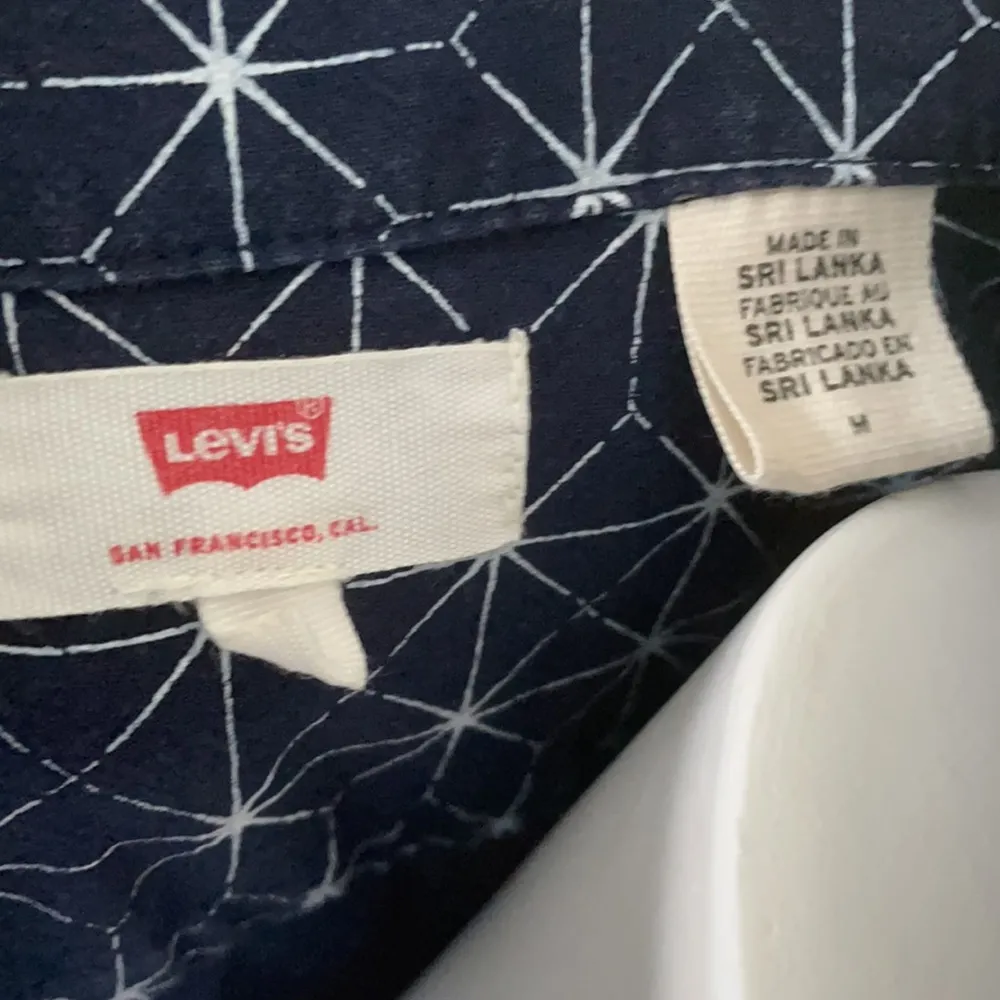 LEVI'S®
SAN FRANCISCO, CAL.
MADE IN
SRI LANKA
FABRIQUE AU
SRI LANKA
FABRICADO EN
SRI LANKA
M